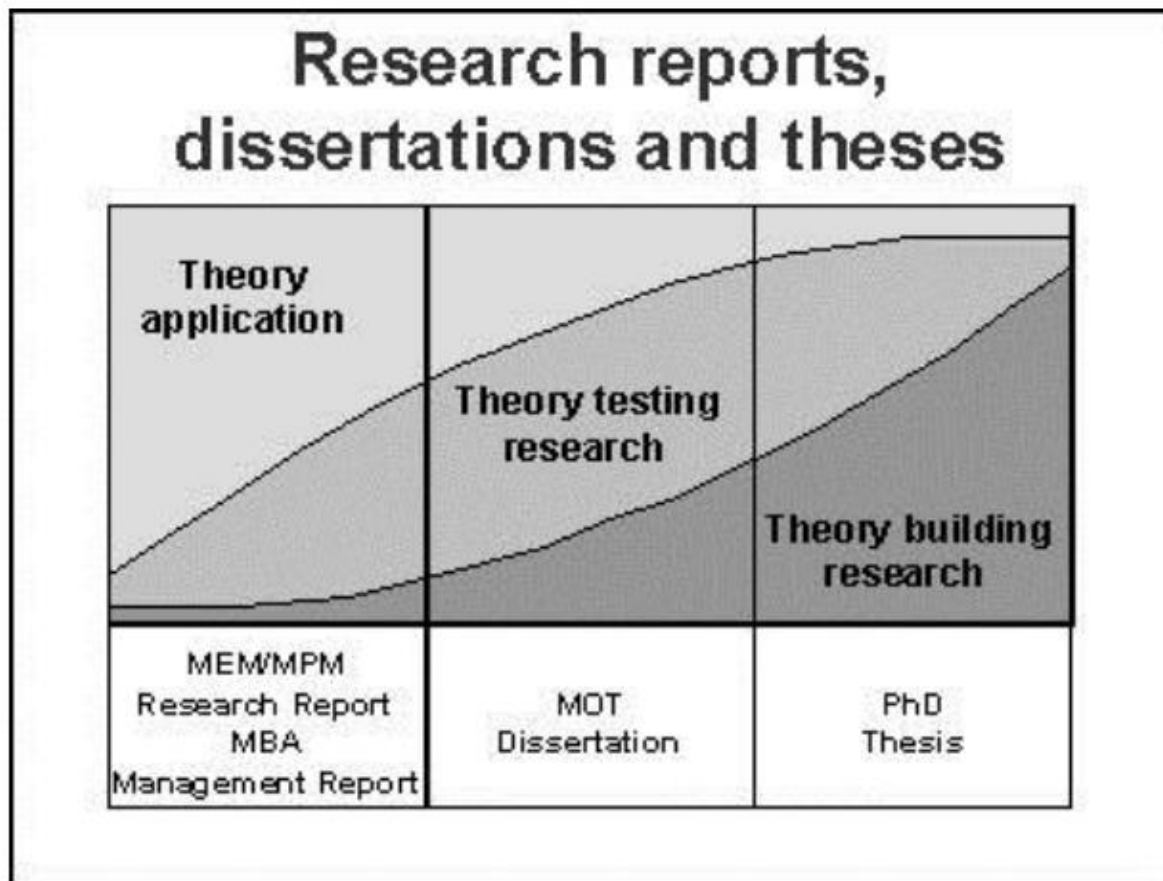 Research reports,
dissertations and theses
Theory
application
Theory testing
research
Theory building
research
MEM/MPM
Research Report
MBA
Management Report
MOT
Dissertation
PhD
Thesis